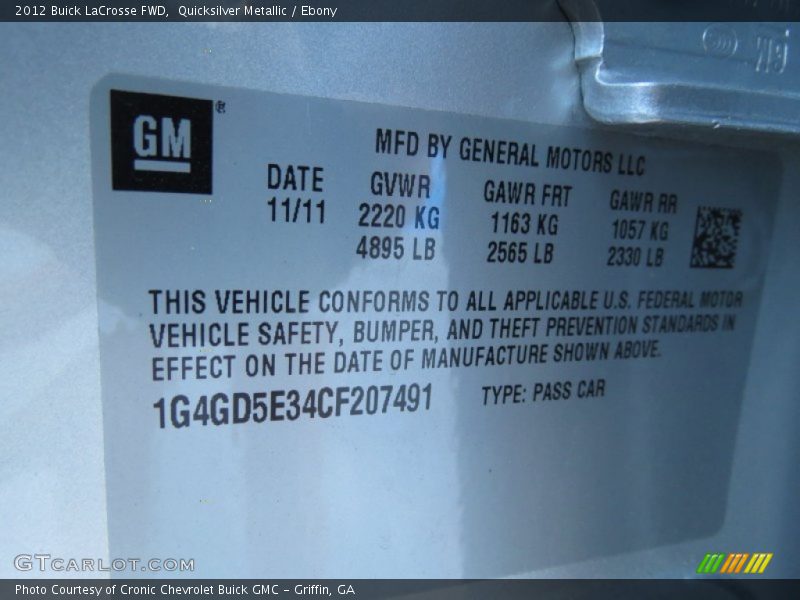 2012 Buick LaCrosse FWD, Quicksilver Metallic / Ebony
GM®
MFD BY GENERAL MOTORS LLC
DATE GVWR GAWR FRT GAWR RR
11/11 2220 KG 1163 KG 1057 KG
4895 LB 2565 LB 2330 LB
THIS VEHICLE CONFORMS TO ALL APPLICABLE U.S. FEDERAL MOTOR
VEHICLE SAFETY, BUMPER, AND THEFT PREVENTION STANDARDS IN
EFFECT ON THE DATE OF MANUFACTURE SHOWN ABOVE.
1G4GD5E34CF207491 TYPE: PASS CAR
GTCARLOT.COM
Photo Courtesy of Cronic Chevrolet Buick GMC - Griffin, GA